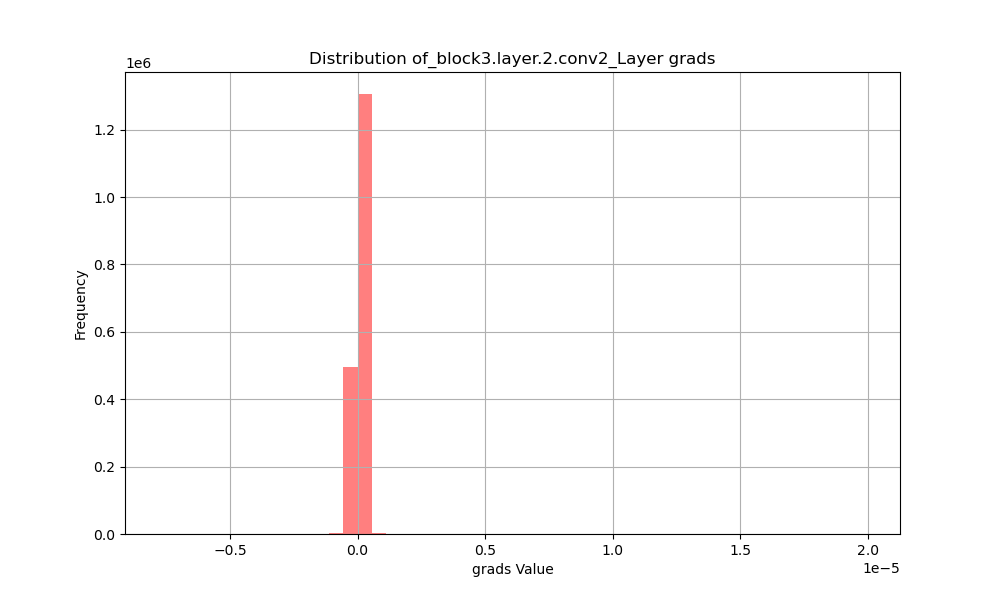 Distribution of_block3.layer.2.conv2_Layer grads
1e6
1.2
1.0
0.8
0.6
0.4
0.2
0.0
Frequency
−0.5 0.0 0.5 1.0 1.5 2.0
1e−5
grads Value